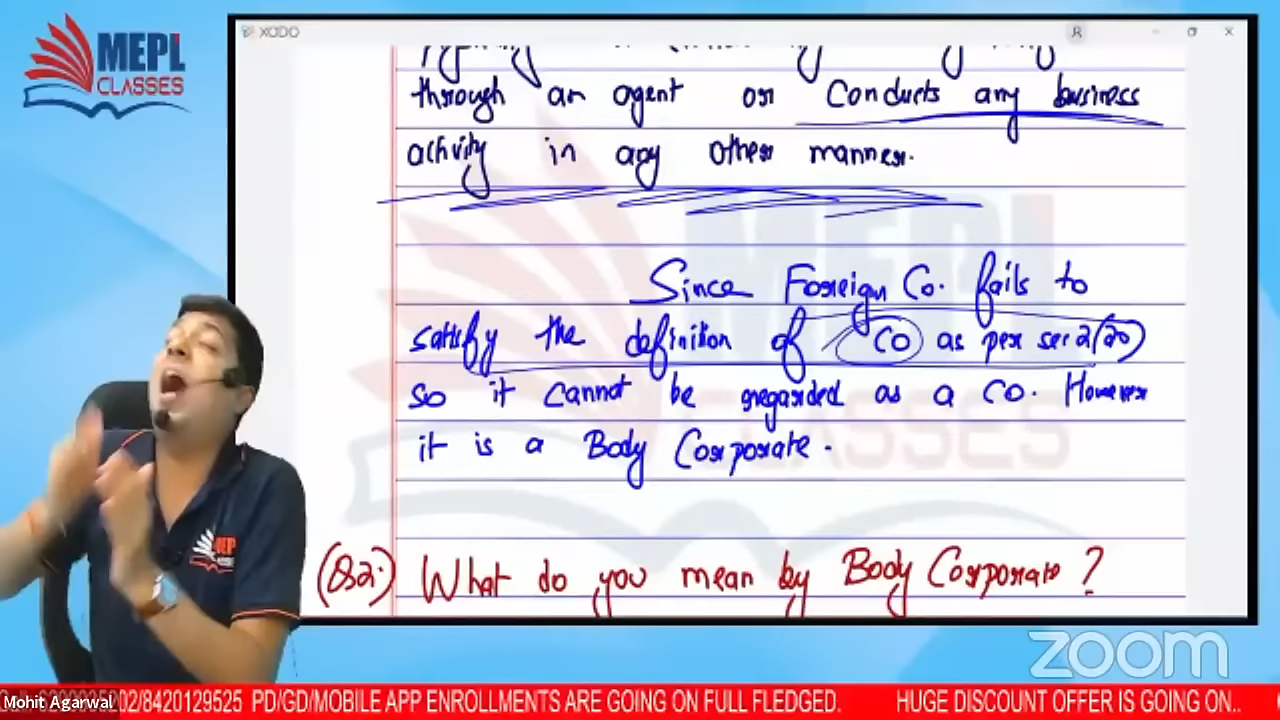 MEPL
CLASSES
XODO
through an agent or Conducts any business
activity in any other manner.
Since Foreign Co. fails to
satisfy the definition of Co as per sec 2(20)
so it cannot be regarded as a Co. However
it is a Body Corporate.
(Q2.) What do you mean by Body Corporate?
zoom
Mohit Agarwal
/8420129525 PD/GD/MOBILE APP ENROLLMENTS ARE GOING ON FULL FLEDGED. HUGE DISCOUNT OFFER IS GOING ON..